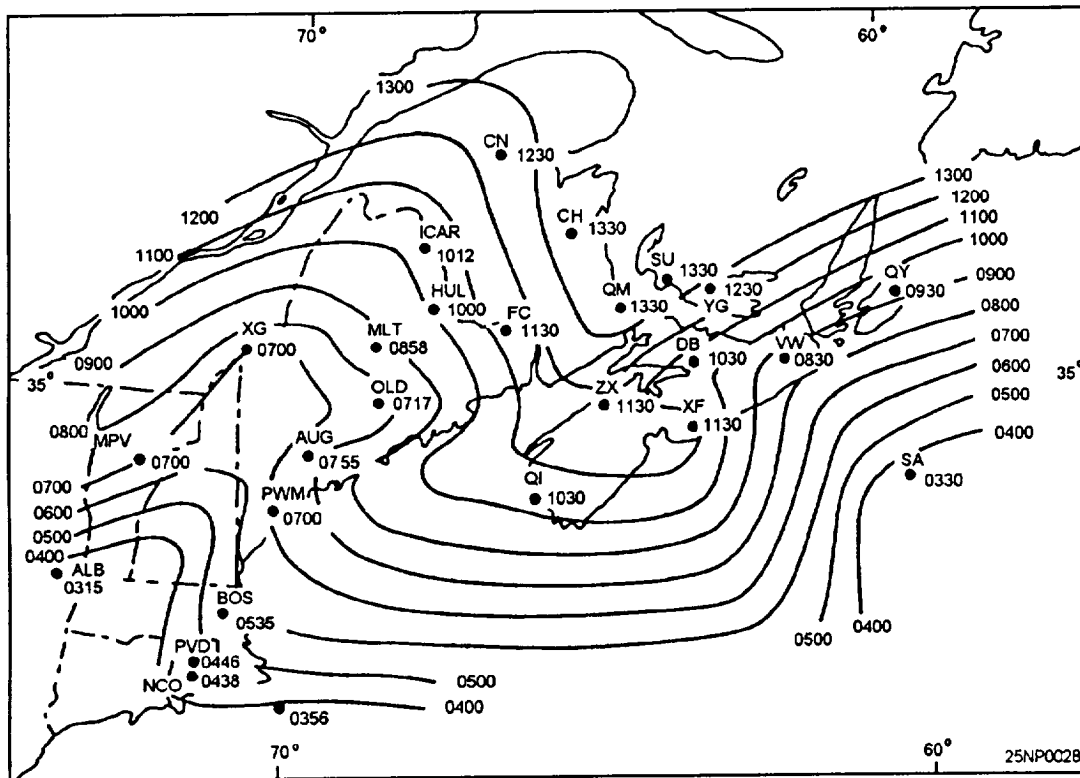 70°
60°
1300
CN
1230
1300
1200
1200
1100
ICAR
1012
CH
1330
1100
1000
SU
1330
1230
YG
QY
0930
0900
1000
HUL
1000
QM
1330
FC
1130
0800
XG
0700
MLT
0858
DB
1030
VW
0830
0700
0900
35°
0600
35°
OLD
0717
ZX
1130
XF
1130
0500
0800
MPV
0700
AUG
0755
0400
SA
0330
0700
QI
1030
0600
PWM
0700
0500
0400
ALB
0315
BOS
0535
0400
0500
PVD
0446
NCO
0438
0500
0356
0400
70°
60°
25NP0028